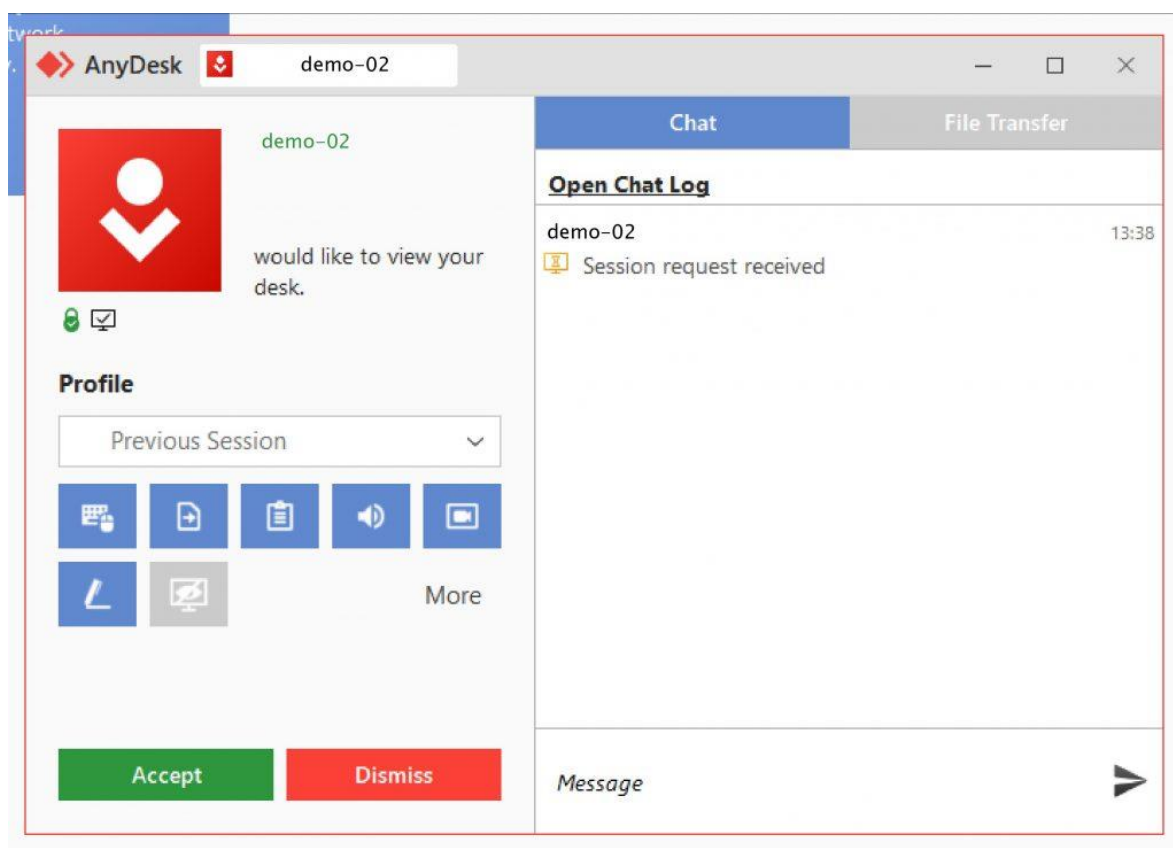 AnyDesk
demo-02
demo-02
would like to view your
desk.
Profile
Previous Session
More
Accept
Dismiss
Chat
File Transfer
Open Chat Log
demo-02
13:38
Session request received
Message